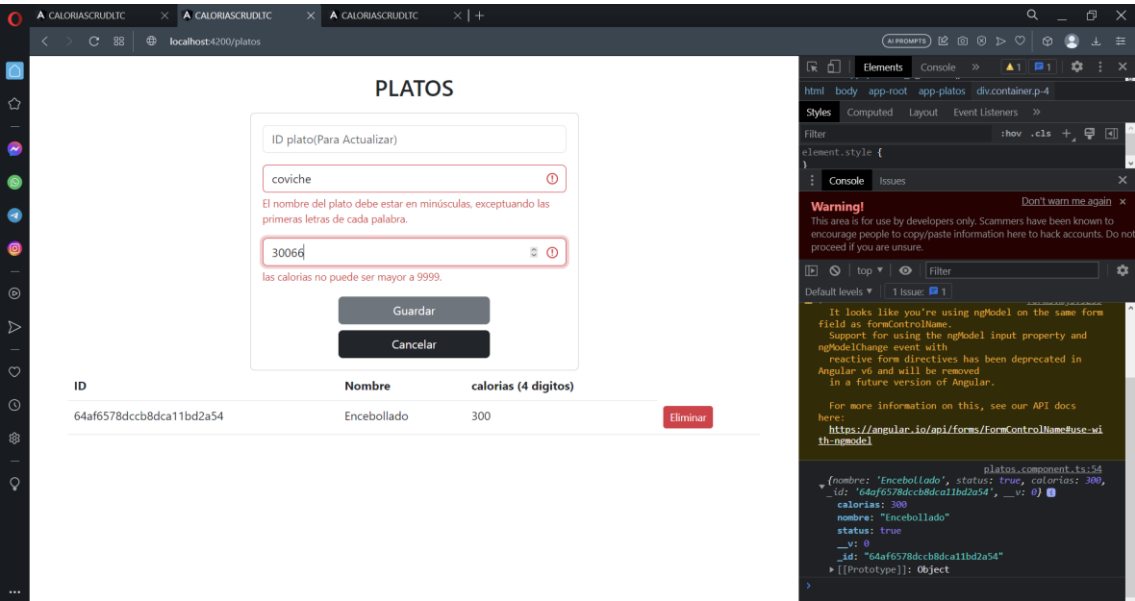 CALORIASCRUDLTC
CALORIASCRUDLTC
CALORIASCRUDLTC
localhost:4200/platos
AI PROMPTS
PLATOS
ID plato(Para Actualizar)
coviche
El nombre del plato debe estar en minúsculas, exceptuando las
primeras letras de cada palabra.
30066
las calorias no puede ser mayor a 9999.
Guardar
Cancelar
ID Nombre calorias (4 digitos)
64af6578dccb8dca11bd2a54 Encebollado 300 Eliminar
Elements Console » 1 1
html body app-root app-platos div.container.p-4
Styles Computed Layout Event Listeners »
Filter :hov .cls +
element.style {
}
Console Issues
Warning! Don't warn me again ×
This area is for use by developers only. Scammers have been known to
encourage people to copy/paste information here to hack accounts. Do not
proceed if you are unsure.
top ▼ Filter
Default levels ▼ 1 Issue: 1
It looks like you're using ngModel on the same form
field as formControlName.
Support for using the ngModel input property and
ngModelChange event with
reactive form directives has been deprecated in
Angular v6 and will be removed
in a future version of Angular.
For more information on this, see our API docs
here:
https://angular.io/api/forms/FormControlName#use-wi
th-ngmodel
platos.component.ts:54
{nombre: 'Encebollado', status: true, calorias: 300,
_id: '64af6578dccb8dca11bd2a54', __v: 0}
calorias: 300
nombre: "Encebollado"
status: true
__v: 0
_id: "64af6578dccb8dca11bd2a54"
[[Prototype]]: Object